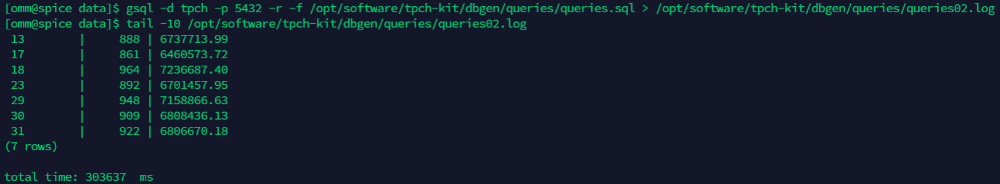 [omm@spice data]$ gsql -d tpch -p 5432 -r -f /opt/software/tpch-kit/dbgen/queries/queries.sql > /opt/software/tpch-kit/dbgen/queries/queries02.log
[omm@spice data]$ tail -10 /opt/software/tpch-kit/dbgen/queries/queries02.log
 13        |     888 | 6737713.99
 17        |     861 | 6460573.72
 18        |     964 | 7236687.40
 23        |     892 | 6701457.95
 29        |     948 | 7158866.63
 30        |     909 | 6808436.13
 31        |     922 | 6806670.18
(7 rows)
total time: 303637  ms